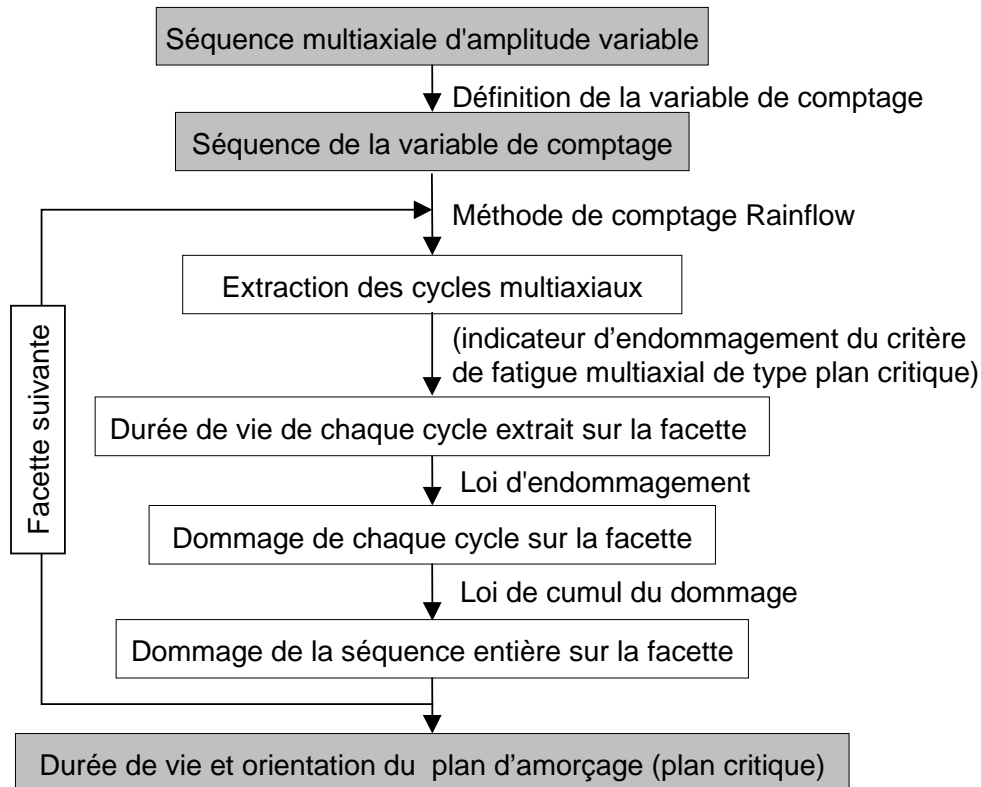 Séquence multiaxiale d'amplitude variable
Définition de la variable de comptage
Séquence de la variable de comptage
Méthode de comptage Rainflow
Extraction des cycles multiaxiaux
(indicateur d’endommagement du critère
de fatigue multiaxial de type plan critique)
Facette suivante
Durée de vie de chaque cycle extrait sur la facette
Loi d'endommagement
Dommage de chaque cycle sur la facette
Loi de cumul du dommage
Dommage de la séquence entière sur la facette
Durée de vie et orientation du plan d’amorçage (plan critique)